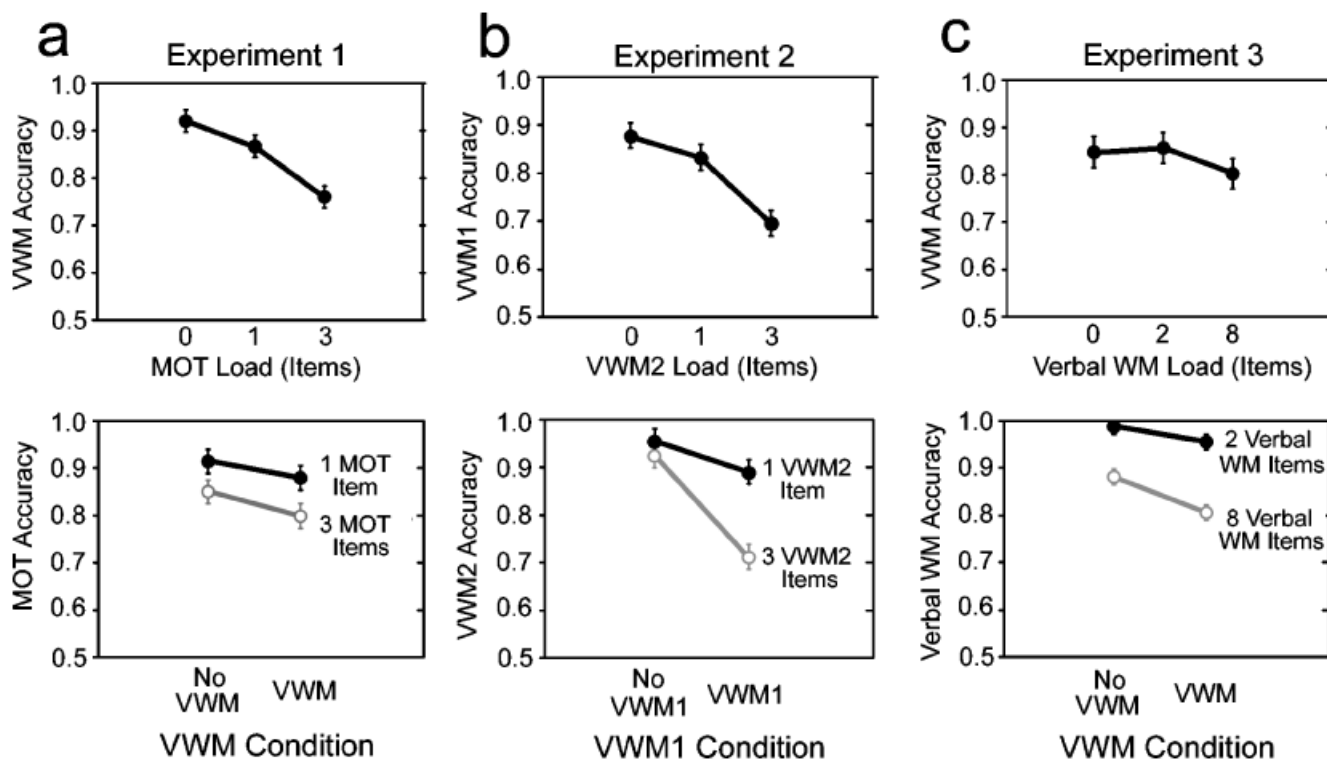 a
Experiment 1
VWM Accuracy
1.0
0.9
0.8
0.7
0.6
0.5
0 1 3
MOT Load (Items)
b
Experiment 2
VWM1 Accuracy
1.0
0.9
0.8
0.7
0.6
0.5
0 1 3
VWM2 Load (Items)
c
Experiment 3
VWM Accuracy
1.0
0.9
0.8
0.7
0.6
0.5
0 2 8
Verbal WM Load (Items)
MOT Accuracy
1.0
0.9
0.8
0.7
0.6
0.5
1 MOT
Item
3 MOT
Items
No
VWM
VWM
VWM Condition
VWM2 Accuracy
1.0
0.9
0.8
0.7
0.6
0.5
1 VWM2
Item
3 VWM2
Items
No
VWM1
VWM1
VWM1 Condition
Verbal WM Accuracy
1.0
0.9
0.8
0.7
0.6
0.5
2 Verbal
WM Items
8 Verbal
WM Items
No
VWM
VWM
VWM Condition